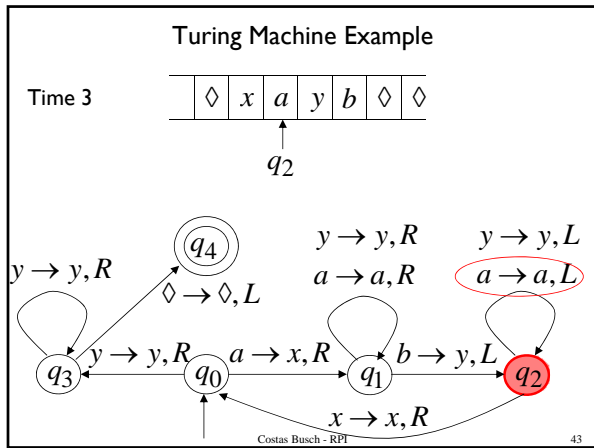 Turing Machine Example
Time 3
◊ x a y b ◊ ◊
q2
y → y, R
y → y, L
y → y, R
q4
a → a, R
a → a, L
◊ → ◊, L
y → y, R
a → x, R
b → y, L
q3
q0
q1
q2
x → x, R
Costas Busch - RPI
43